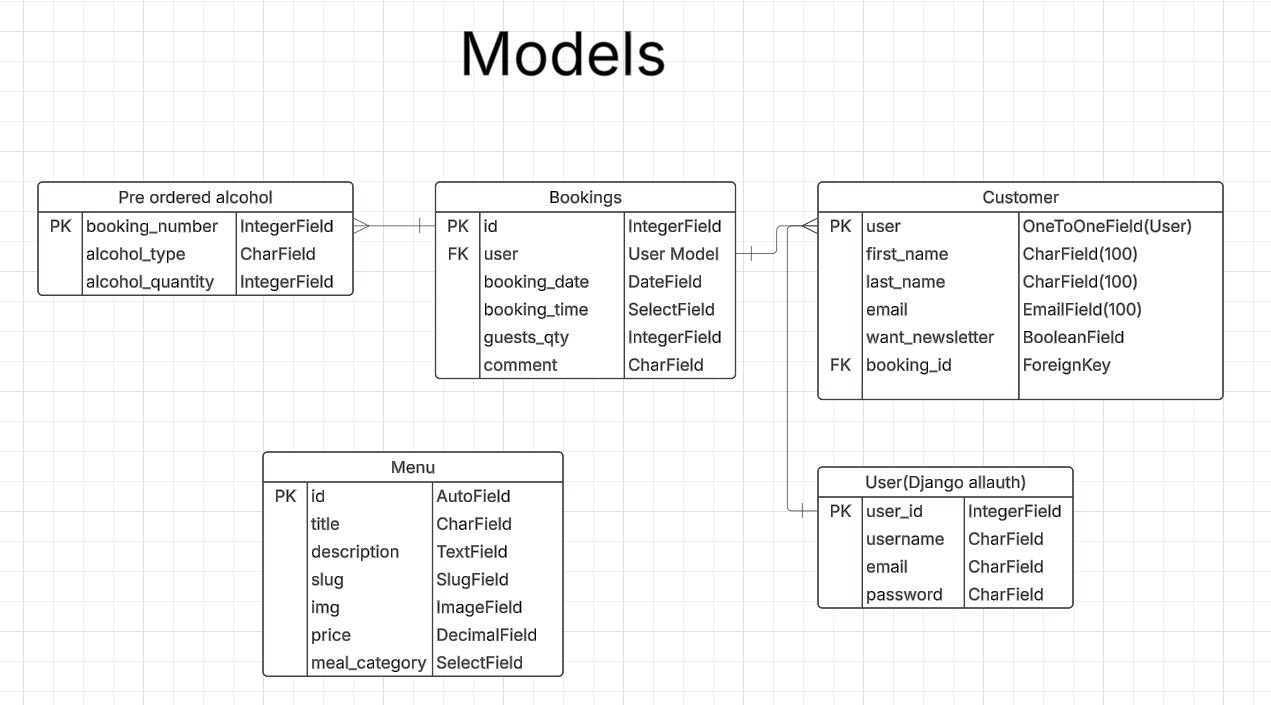 Models
Pre ordered alcohol
PK booking_number IntegerField
alcohol_type CharField
alcohol_quantity IntegerField
Bookings
PK id IntegerField
FK user User Model
booking_date DateField
booking_time SelectField
guests_qty IntegerField
comment CharField
Customer
PK user OneToOneField(User)
first_name CharField(100)
last_name CharField(100)
email EmailField(100)
want_newsletter BooleanField
FK booking_id ForeignKey
Menu
PK id AutoField
title CharField
description TextField
slug SlugField
img ImageField
price DecimalField
meal_category SelectField
User(Django allauth)
PK user_id IntegerField
username CharField
email CharField
password CharField